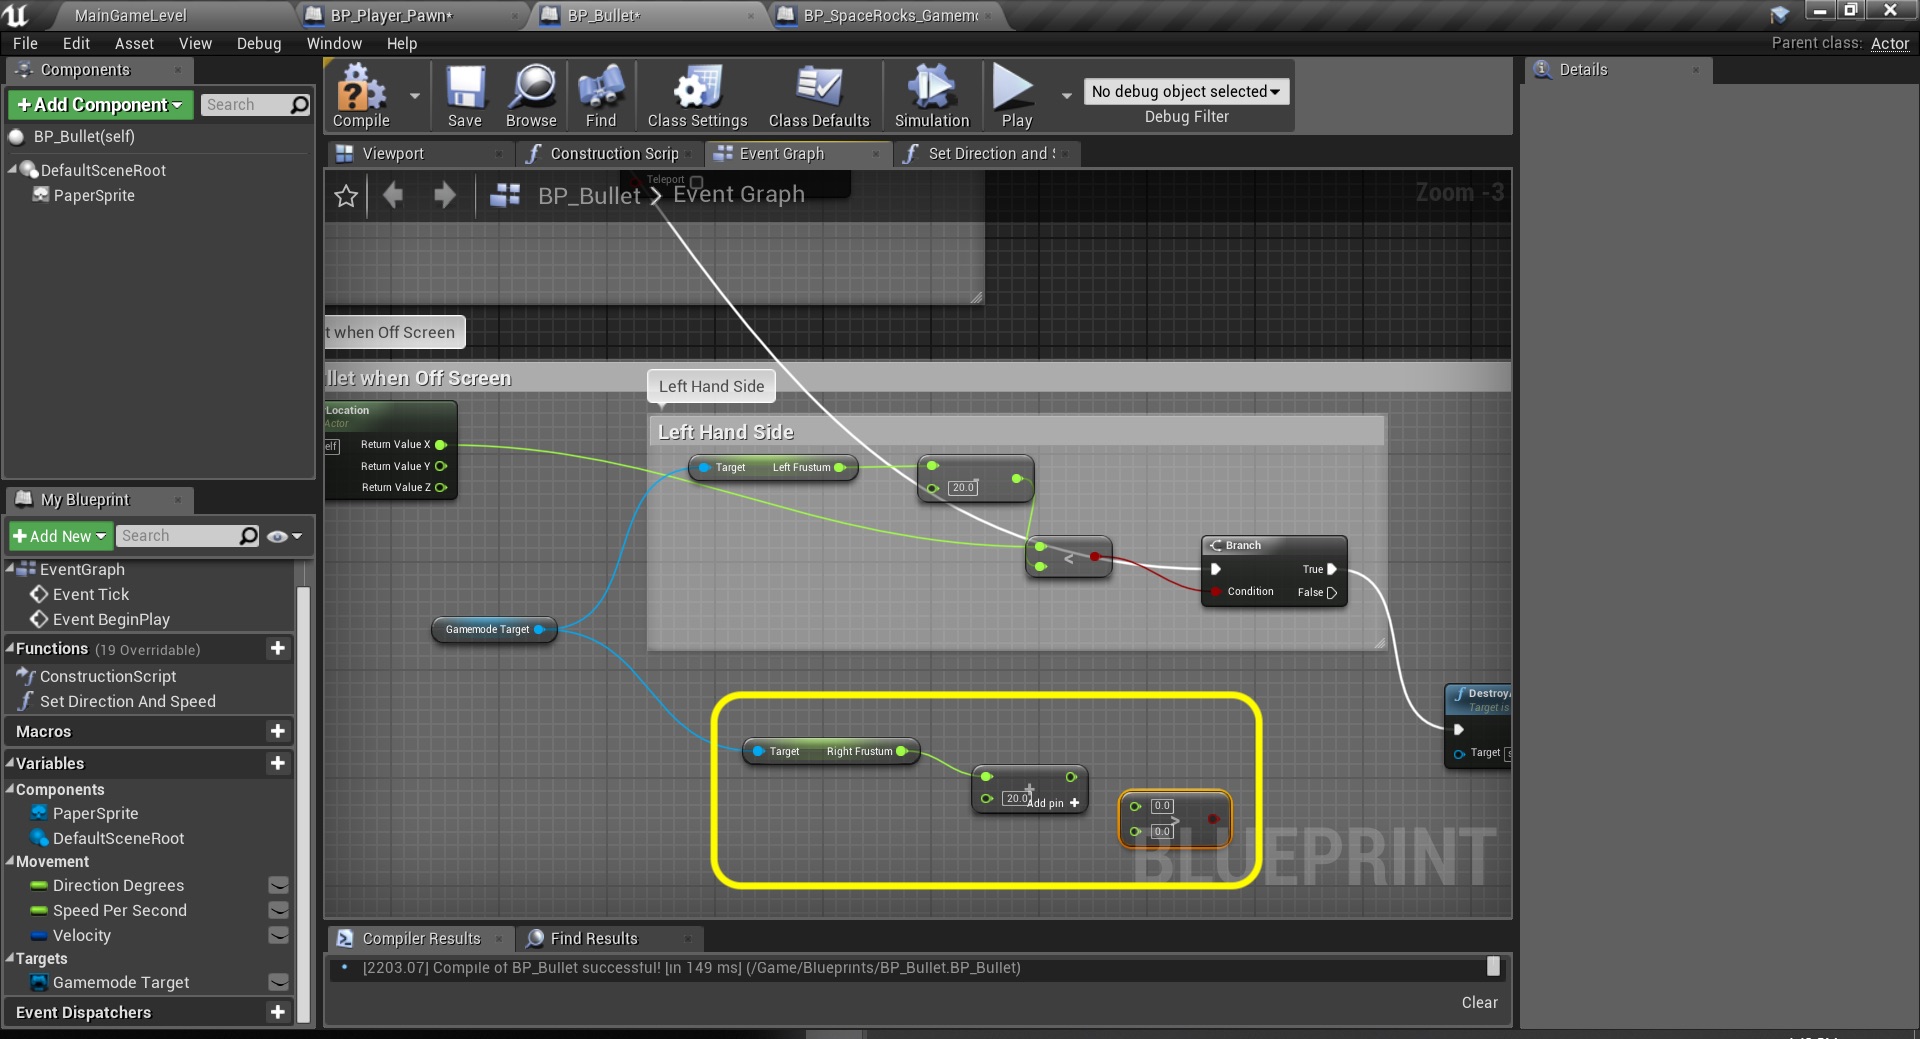 MainGameLevel
BP_Player_Pawn*
BP_Bullet*
BP_SpaceRocks_Gamem
File Edit Asset View Debug Window Help
Parent class: Actor
Components
Details
+Add Component
Search
Compile
Save
Browse
Find
Class Settings
Class Defaults
Simulation
Play
No debug object selected
Debug Filter
BP_Bullet(self)
DefaultSceneRoot
PaperSprite
Viewport
Construction Scrip
Event Graph
Set Direction and
Teleport
BP_Bullet > Event Graph
Zoom -3
t when Off Screen
llet when Off Screen
Left Hand Side
Left Hand Side
Location
Actor
elf
Return Value X
Return Value Y
Return Value Z
Target Left Frustum
20.0
<
Branch
True
Condition
False
Gamemode Target
Destroy
Target is
Target
Target Right Frustum
+
20.0
Add pin +
0.0
>
0.0
BLUEPRINT
My Blueprint
+Add New
Search
EventGraph
Event Tick
Event BeginPlay
Functions (19 Overridable)
ConstructionScript
Set Direction And Speed
Macros
Variables
Components
PaperSprite
DefaultSceneRoot
Movement
Direction Degrees
Speed Per Second
Velocity
Targets
Gamemode Target
Event Dispatchers
Compiler Results
Find Results
[2203.07] Compile of BP_Bullet successful! [in 149 ms] (/Game/Blueprints/BP_Bullet.BP_Bullet)
Clear